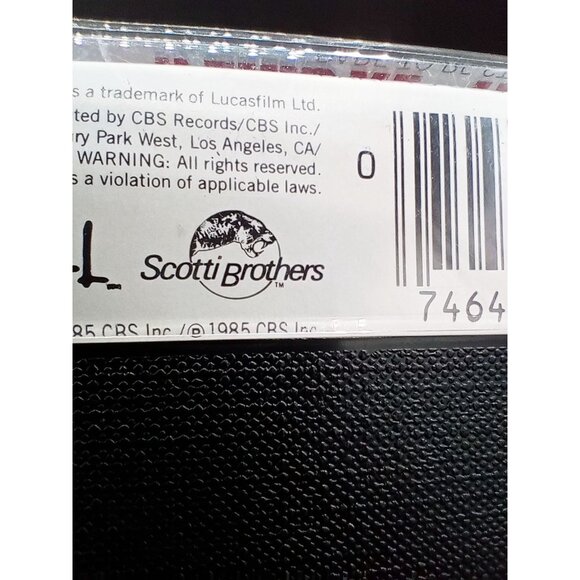 s a trademark of Lucasfilm Ltd.
ted by CBS Records/CBS Inc./
ry Park West, Los Angeles, CA/
WARNING: All rights reserved.
s a violation of applicable laws.
0
7464
Scotti Brothers
TM
85 CBS Inc./℗ 1985 CBS Inc.